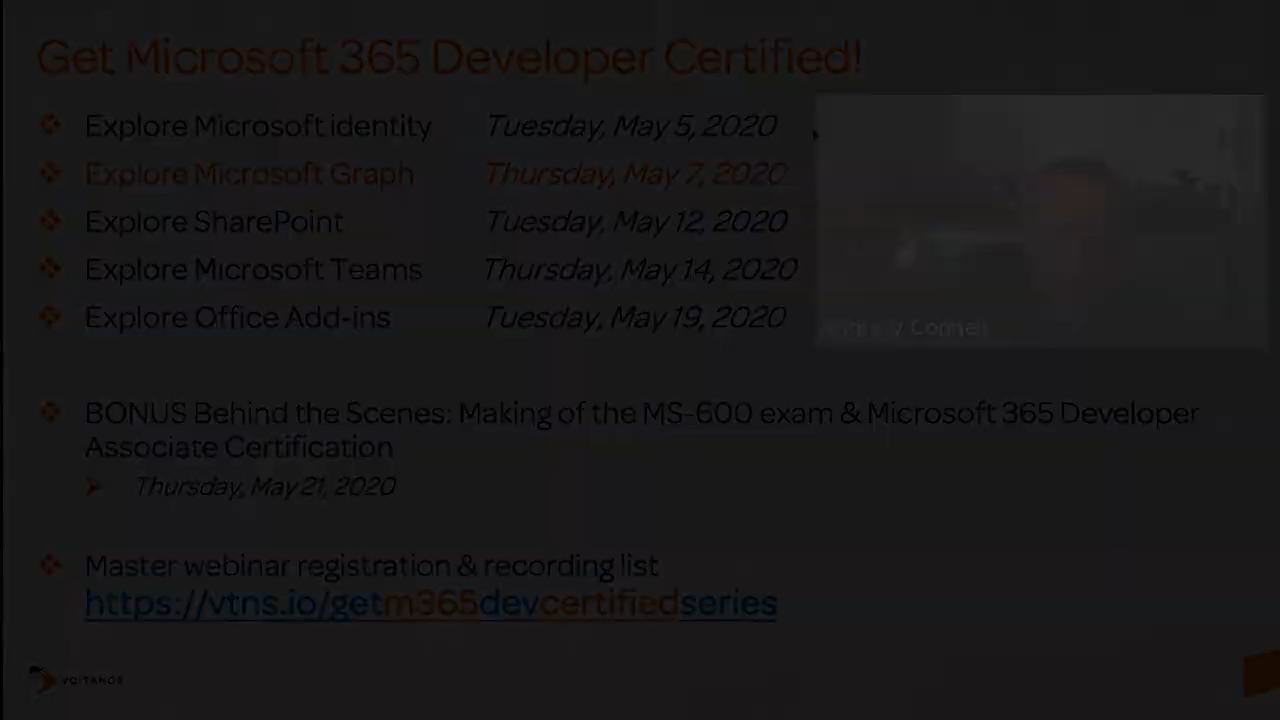 Get Microsoft 365 Developer Certified!
Explore Microsoft identity Tuesday, May 5, 2020
Explore Microsoft Graph Thursday, May 7, 2020
Explore SharePoint Tuesday, May 12, 2020
Explore Microsoft Teams Thursday, May 14, 2020
Explore Office Add-ins Tuesday, May 19, 2020
BONUS Behind the Scenes: Making of the MS-600 exam & Microsoft 365 Developer
Associate Certification
Thursday, May 21, 2020
Master webinar registration & recording list
https://vtns.io/getm365devcertifiedseries
VOITANOS